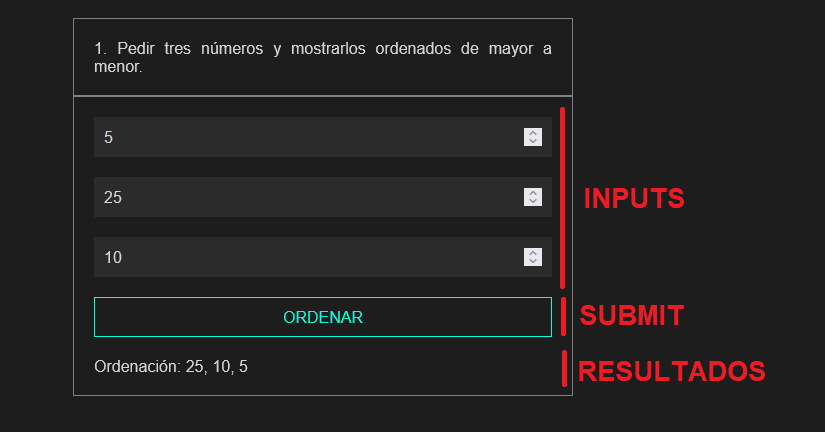 1. Pedir tres números y mostrarlos ordenados de mayor a
menor.
5
25
INPUTS
10
ORDENAR
SUBMIT
Ordenación: 25, 10, 5
RESULTADOS